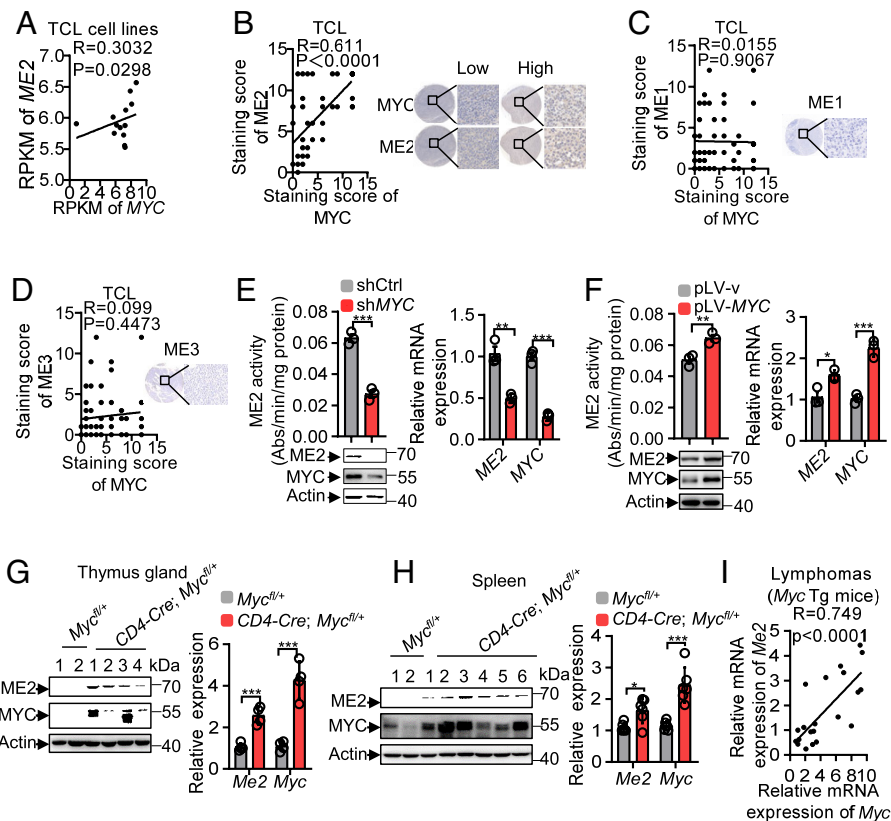 A
TCL cell lines
R=0.3032
P=0.0298
RPKM of ME2
7.0
6.5
6.0
5.5
5.0
0 2 4 6 8 10
RPKM of MYC
B
TCL
R=0.611
P<0.0001
Staining score
of ME2
15
10
5
0
0 5 10 15
Staining score of
MYC
Low High
MYC
ME2
C
TCL
R=0.0155
P=0.9067
Staining score
of ME1
15
10
5
0
0 5 10 15
Staining score
of MYC
ME1
D
TCL
R=0.099
P=0.4473
Staining score
of ME3
15
10
5
0
0 5 10 15
Staining score
of MYC
ME3
E
shCtrl
shMYC
ME2 activity
(Abs/min/mg protein)
0.08
0.06
0.04
0.02
0.00
***
ME2 70
MYC 55
Actin 40
Relative mRNA
expression
1.5
1.0
0.5
0.0
** ***
ME2 MYC
F
pLV-v
pLV-MYC
ME2 activity
(Abs/min/mg protein)
0.08
0.06
0.04
0.02
0.00
**
ME2 70
MYC 55
Actin 40
Relative mRNA
expression
3
2
1
0
* ***
ME2 MYC
G
Thymus gland
Mycfl/+ CD4-Cre; Mycfl/+
1 2 1 2 3 4 kDa
ME2 70
MYC 55
Actin 40
Mycfl/+
CD4-Cre; Mycfl/+
Relative expression
6
4
2
0
*** ***
Me2 Myc
H
Spleen
Mycfl/+ CD4-Cre; Mycfl/+
1 2 1 2 3 4 5 6 kDa
ME2 70
MYC 55
Actin 40
Mycfl/+
CD4-Cre; Mycfl/+
Relative expression
4
3
2
1
0
* ***
Me2 Myc
I
Lymphomas
(Myc Tg mice)
R=0.749
p<0.0001
Relative mRNA
expression of Me2
5
4
3
2
1
0
0 2 4 6 8 10
Relative mRNA
expression of Myc